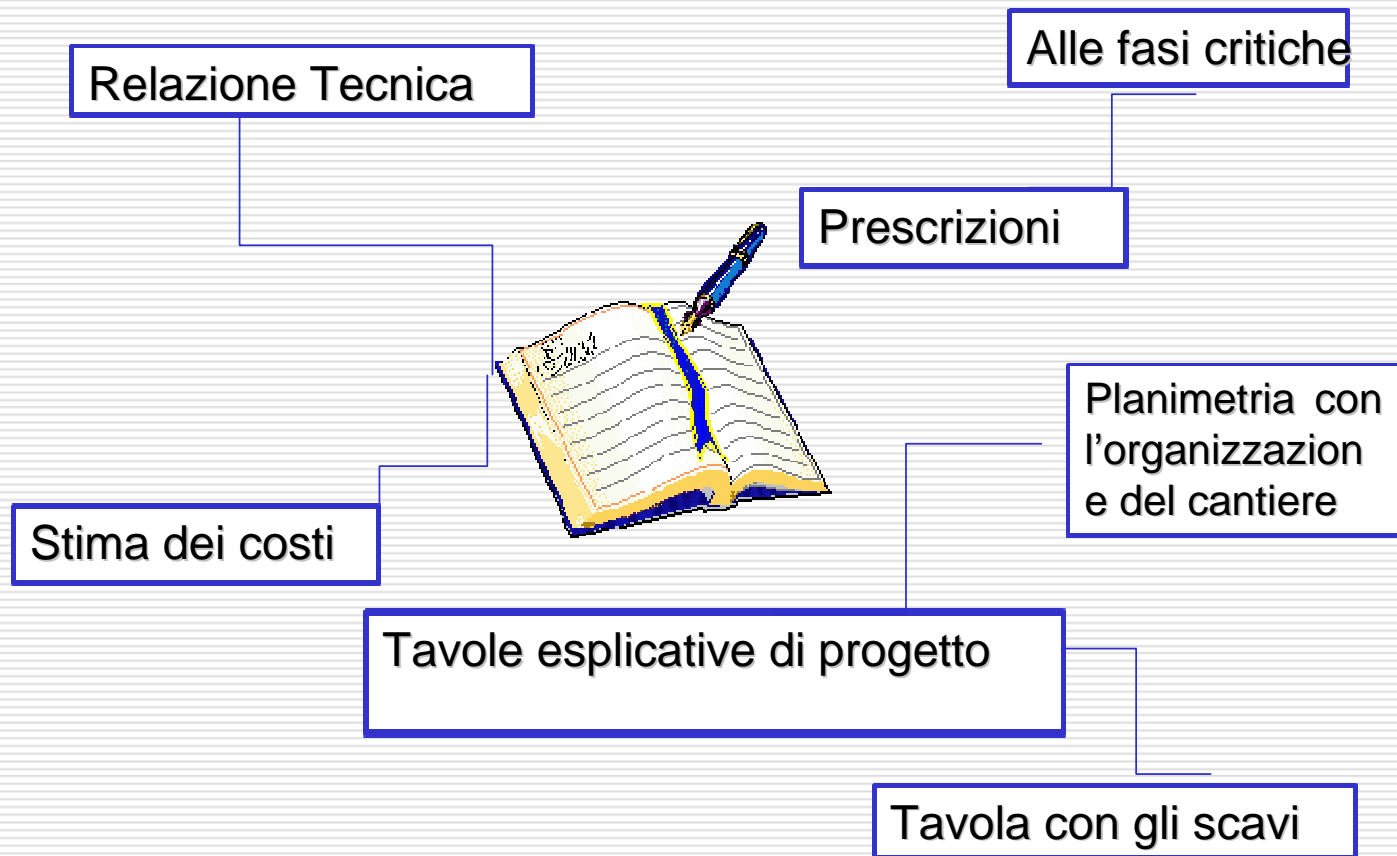 Alle fasi critiche
Relazione Tecnica
Prescrizioni
Planimetria con
l’organizzazion
e del cantiere
Stima dei costi
Tavole esplicative di progetto
Tavola con gli scavi